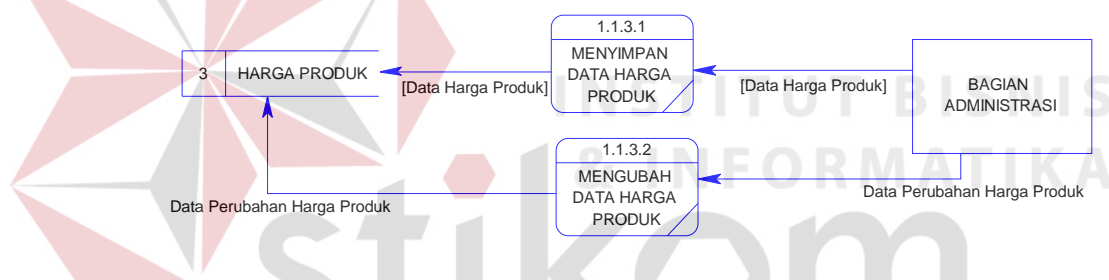 1.1.3.1
MENYIMPAN
DATA HARGA
PRODUK
3 HARGA PRODUK
[Data Harga Produk]
[Data Harga Produk]
BAGIAN
ADMINISTRASI
INSTITUT BISNIS
& INFORMATIKA
1.1.3.2
MENGUBAH
DATA HARGA
PRODUK
Data Perubahan Harga Produk
Data Perubahan Harga Produk
stikom